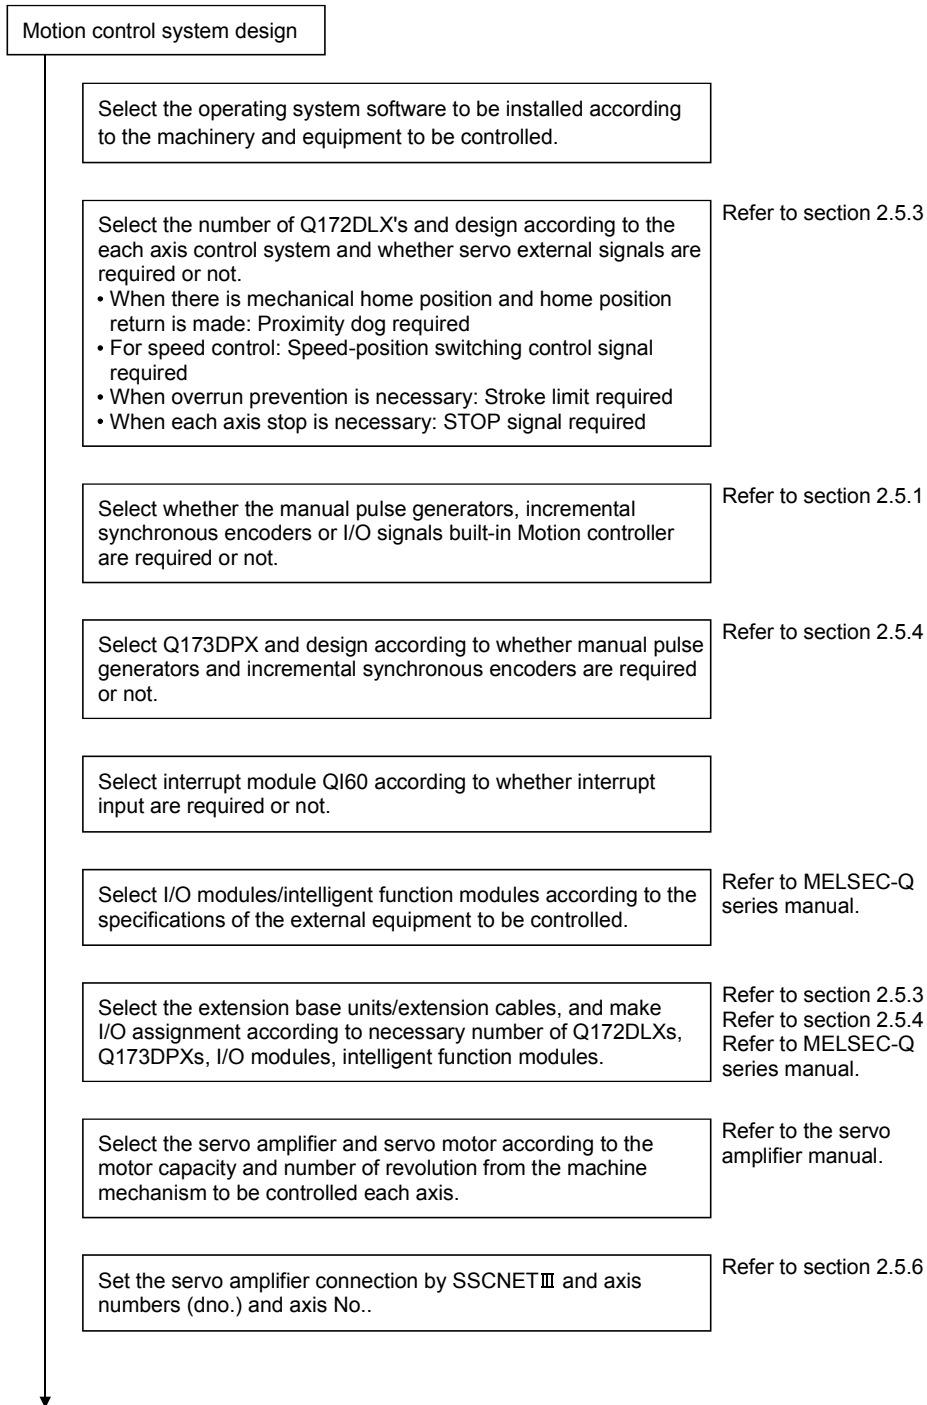 Motion control system design
Select the operating system software to be installed according
to the machinery and equipment to be controlled.
Select the number of Q172DLX's and design according to the
each axis control system and whether servo external signals are
required or not.
• When there is mechanical home position and home position
return is made: Proximity dog required
• For speed control: Speed-position switching control signal
required
• When overrun prevention is necessary: Stroke limit required
• When each axis stop is necessary: STOP signal required
Refer to section 2.5.3
Select whether the manual pulse generators, incremental
synchronous encoders or I/O signals built-in Motion controller
are required or not.
Refer to section 2.5.1
Select Q173DPX and design according to whether manual pulse
generators and incremental synchronous encoders are required
or not.
Refer to section 2.5.4
Select interrupt module QI60 according to whether interrupt
input are required or not.
Select I/O modules/intelligent function modules according to the
specifications of the external equipment to be controlled.
Refer to MELSEC-Q
series manual.
Select the extension base units/extension cables, and make
I/O assignment according to necessary number of Q172DLXs,
Q173DPXs, I/O modules, intelligent function modules.
Refer to section 2.5.3
Refer to section 2.5.4
Refer to MELSEC-Q
series manual.
Select the servo amplifier and servo motor according to the
motor capacity and number of revolution from the machine
mechanism to be controlled each axis.
Refer to the servo
amplifier manual.
Set the servo amplifier connection by SSCNETⅢ and axis
numbers (dno.) and axis No..
Refer to section 2.5.6